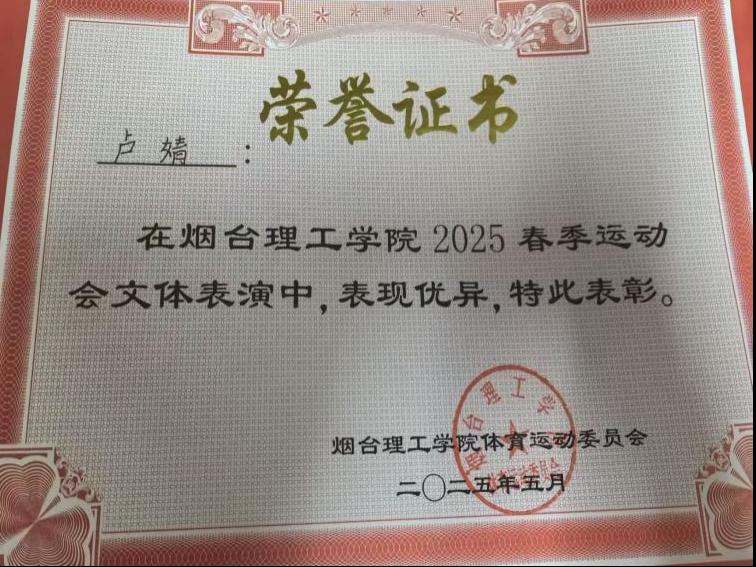 荣誉证书
卢婧：
在烟台理工学院2025春季运动
会文体表演中，表现优异，特此表彰。
烟台理工学院体育运动委员会
二〇二五年五月